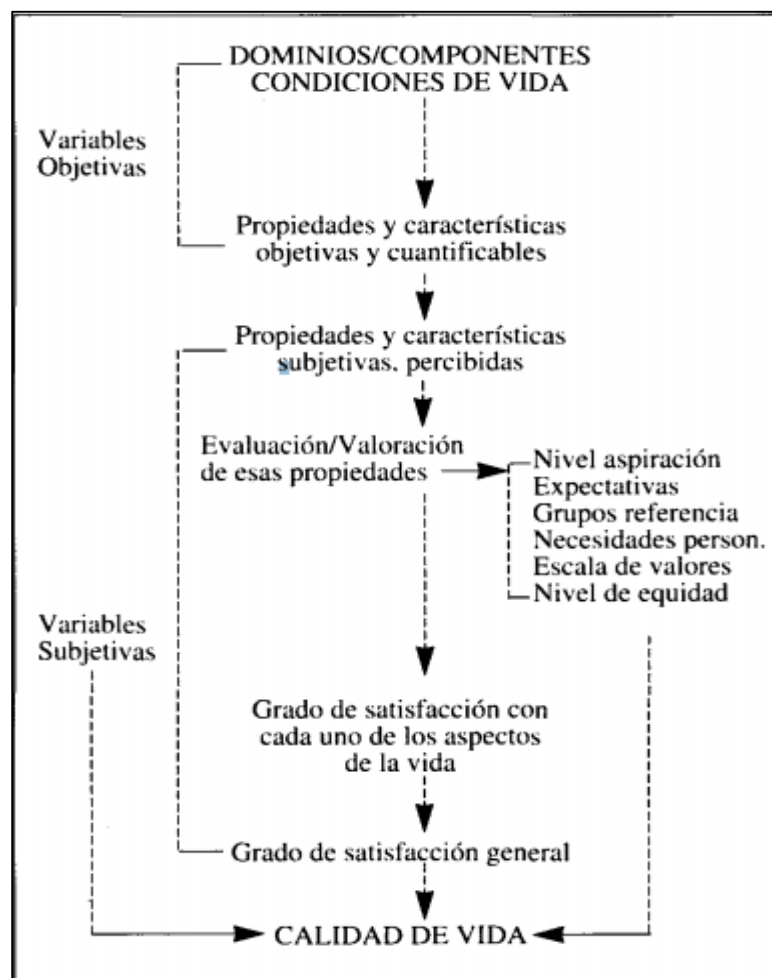 DOMINIOS/COMPONENTES
CONDICIONES DE VIDA
Variables
Objetivas
Propiedades y características
objetivas y cuantificables
Propiedades y características
subjetivas. percibidas
Evaluación/Valoración
de esas propiedades
Nivel aspiración
Expectativas
Grupos referencia
Necesidades person.
Escala de valores
Nivel de equidad
Variables
Subjetivas
Grado de satisfacción con
cada uno de los aspectos
de la vida
Grado de satisfacción general
CALIDAD DE VIDA